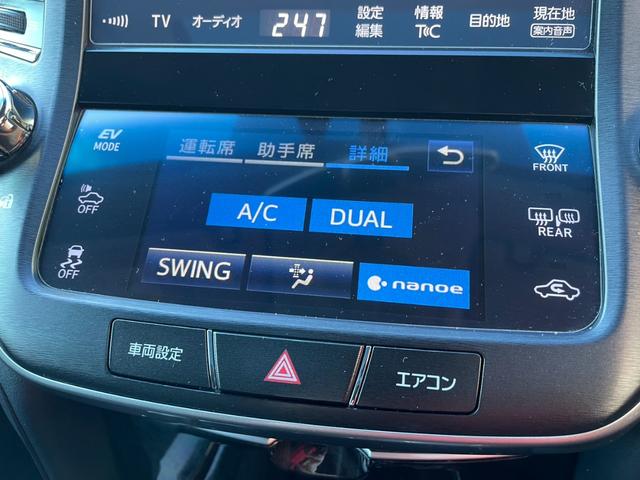 TV オーディオ 2:47 設定 編集 情報 TC 目的地 現在地 案内音声
EV MODE
運転席 助手席 詳細
FRONT
OFF
A/C DUAL
REAR
OFF
SWING nanoe
車両設定 エアコン